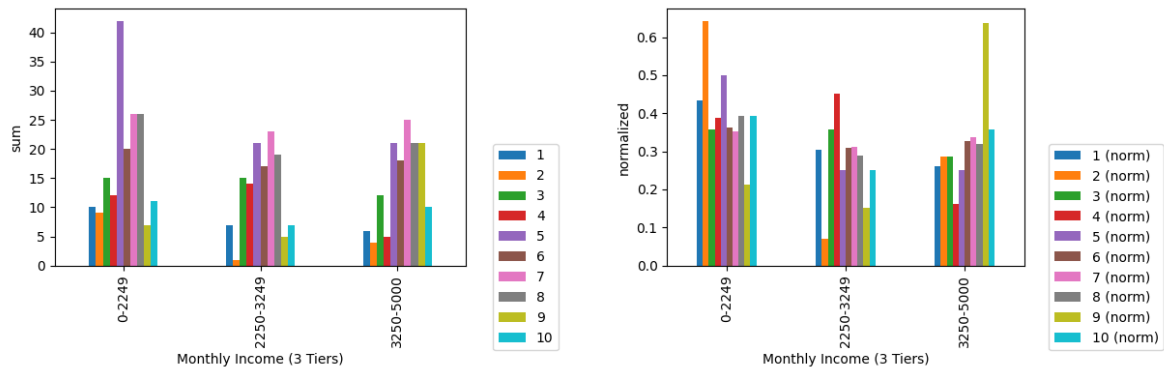 40
35
30
25
20
15
10
5
0
sum
0-2249
2250-3249
3250-5000
Monthly Income (3 Tiers)
1
2
3
4
5
6
7
8
9
10
0.6
0.5
0.4
0.3
0.2
0.1
0.0
normalized
0-2249
2250-3249
3250-5000
Monthly Income (3 Tiers)
1 (norm)
2 (norm)
3 (norm)
4 (norm)
5 (norm)
6 (norm)
7 (norm)
8 (norm)
9 (norm)
10 (norm)